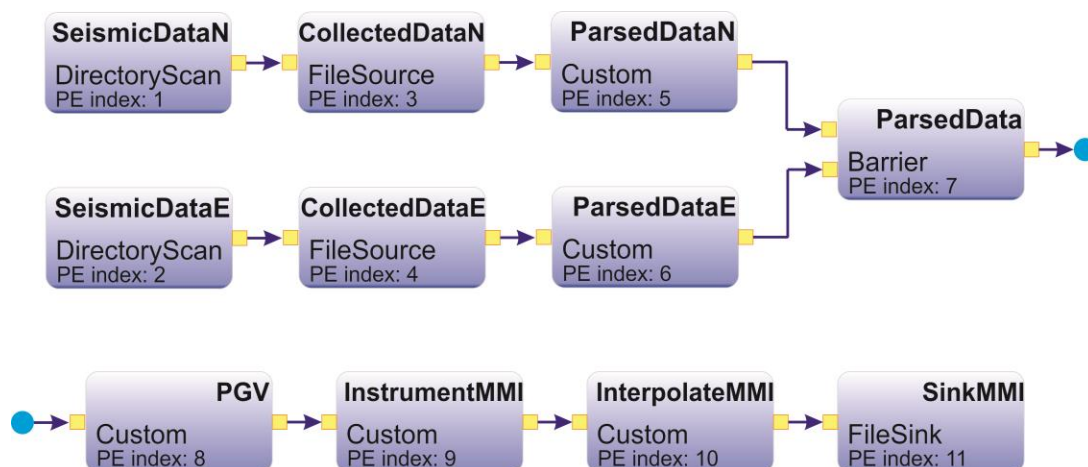 SeismicDataN
DirectoryScan
PE index: 1
CollectedDataN
FileSource
PE index: 3
ParsedDataN
Custom
PE index: 5
ParsedData
Barrier
PE index: 7
SeismicDataE
DirectoryScan
PE index: 2
CollectedDataE
FileSource
PE index: 4
ParsedDataE
Custom
PE index: 6
PGV
Custom
PE index: 8
InstrumentMMI
Custom
PE index: 9
InterpolateMMI
Custom
PE index: 10
SinkMMI
FileSink
PE index: 11